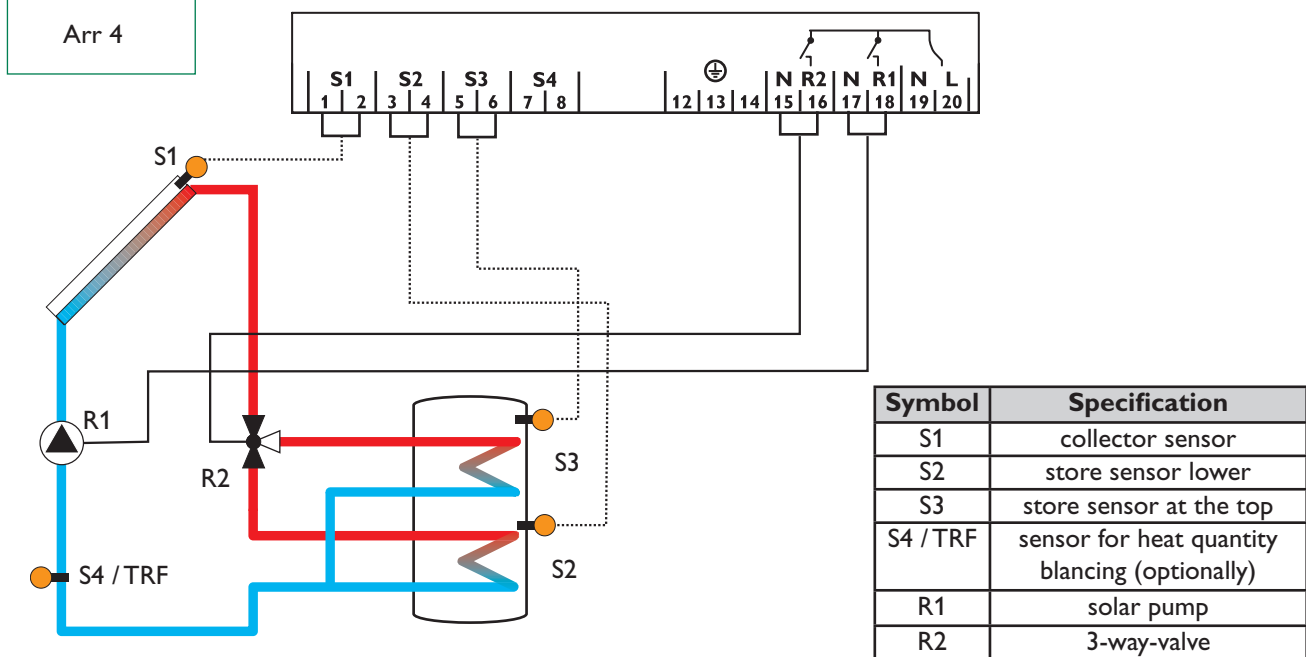 Arr 4
S1 S2 S3 S4 N R2 N R1 N L
1 2 3 4 5 6 7 8 12 13 14 15 16 17 18 19 20
S1
R1
R2
S3
S2
S4 / TRF
Symbol Specification
S1 collector sensor
S2 store sensor lower
S3 store sensor at the top
S4 / TRF sensor for heat quantity
blancing (optionally)
R1 solar pump
R2 3-way-valve